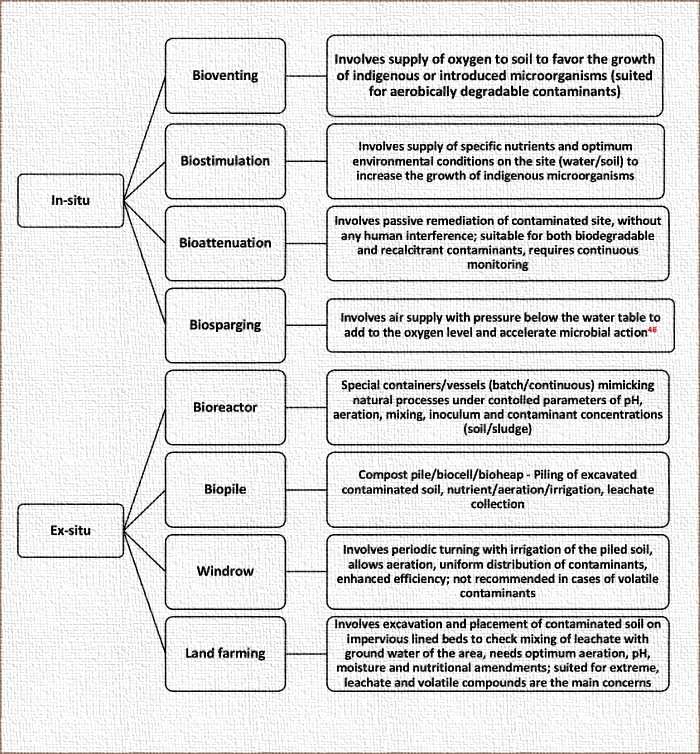 In-situ
Bioventing
Involves supply of oxygen to soil to favor the growth
of indigenous or introduced microorganisms (suited
for aerobically degradable contaminants)
Biostimulation
Involves supply of specific nutrients and optimum
environmental conditions on the site (water/soil) to
increase the growth of indigenous microorganisms
Bioattenuation
Involves passive remediation of contaminated site, without
any human interference; suitable for both biodegradable
and recalcitrant contaminants, requires continuous
monitoring
Biosparging
Involves air supply with pressure below the water table to
add to the oxygen level and accelerate microbial action48
Ex-situ
Bioreactor
Special containers/vessels (batch/continuous) mimicking
natural processes under contolled parameters of pH,
aeration, mixing, inoculum and contaminant concentrations
(soil/sludge)
Biopile
Compost pile/biocell/bioheap - Piling of excavated
contaminated soil, nutrient/aeration/irrigation, leachate
collection
Windrow
Involves periodic turning with irrigation of the piled soil,
allows aeration, uniform distribution of contaminants,
enhanced efficiency; not recommended in cases of volatile
contaminants
Land farming
Involves excavation and placement of contaminated soil on
impervious lined beds to check mixing of leachate with
ground water of the area, needs optimum aeration, pH,
moisture and nutritional amendments; suited for extreme,
leachate and volatile compounds are the main concerns